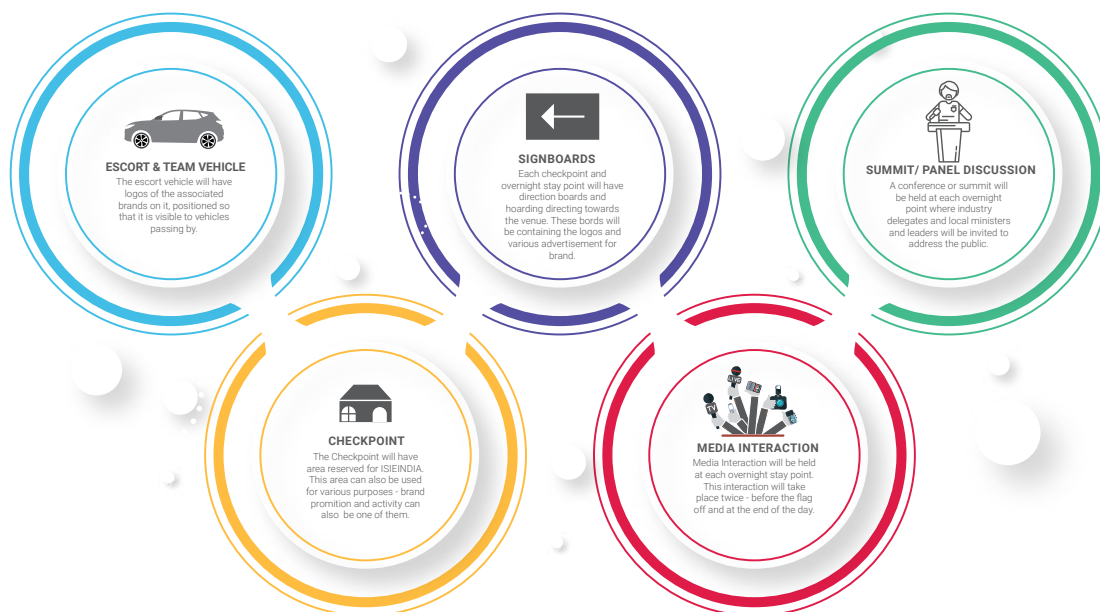 ESCORT & TEAM VEHICLE
The escort vehicle will have
logos of the associated
brands on it, positioned so
that it is visible to vehicles
passing by.
SIGNBOARDS
Each checkpoint and
overnight stay point will have
direction boards and
hoarding directing towards
the venue. These bords will
be containing the logos and
various advertisement for
brand.
SUMMIT/ PANEL DISCUSSION
A conference or summit will
be held at each overnight
point where industry
delegates and local ministers
and leaders will be invited to
address the public.
CHECKPOINT
The Checkpoint will have
area reserved for ISIEINDIA.
This area can also be used
for various purposes - brand
promition and activity can
also be one of them.
LIVE
TV
MEDIA INTERACTION
Media Interaction will be held
at each overnight stay point.
This interaction will take
place twice - before the flag
off and at the end of the day.